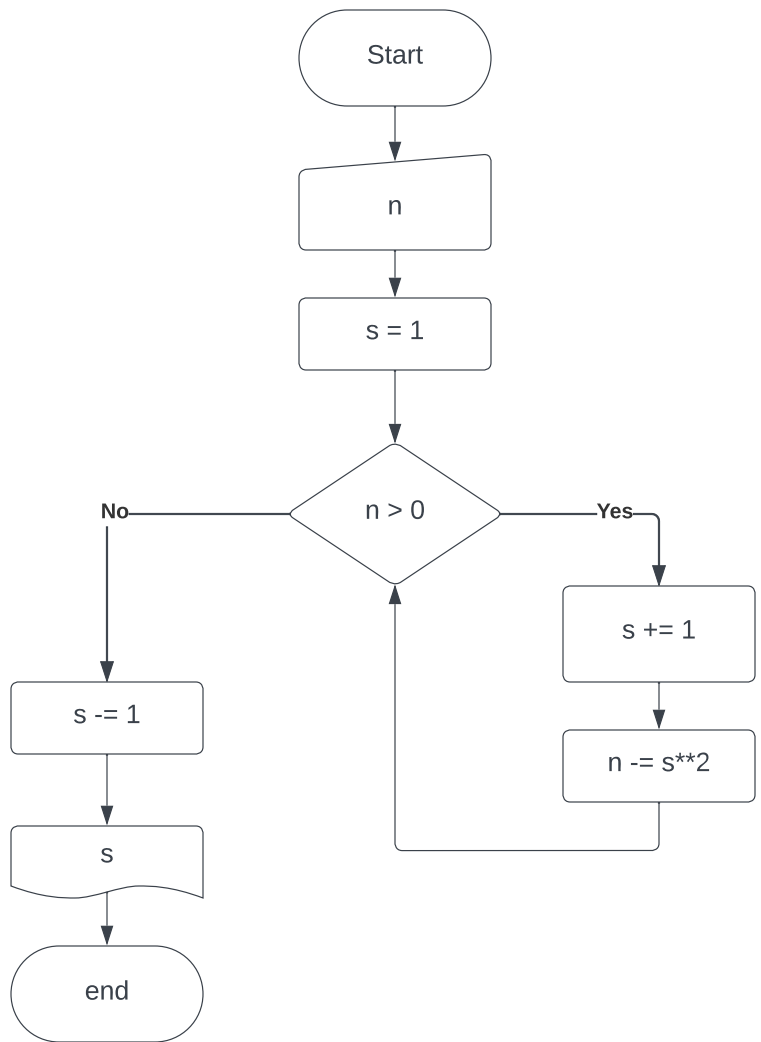 Start
n
s = 1
n > 0
No
Yes
s += 1
n -= s**2
s -= 1
s
end